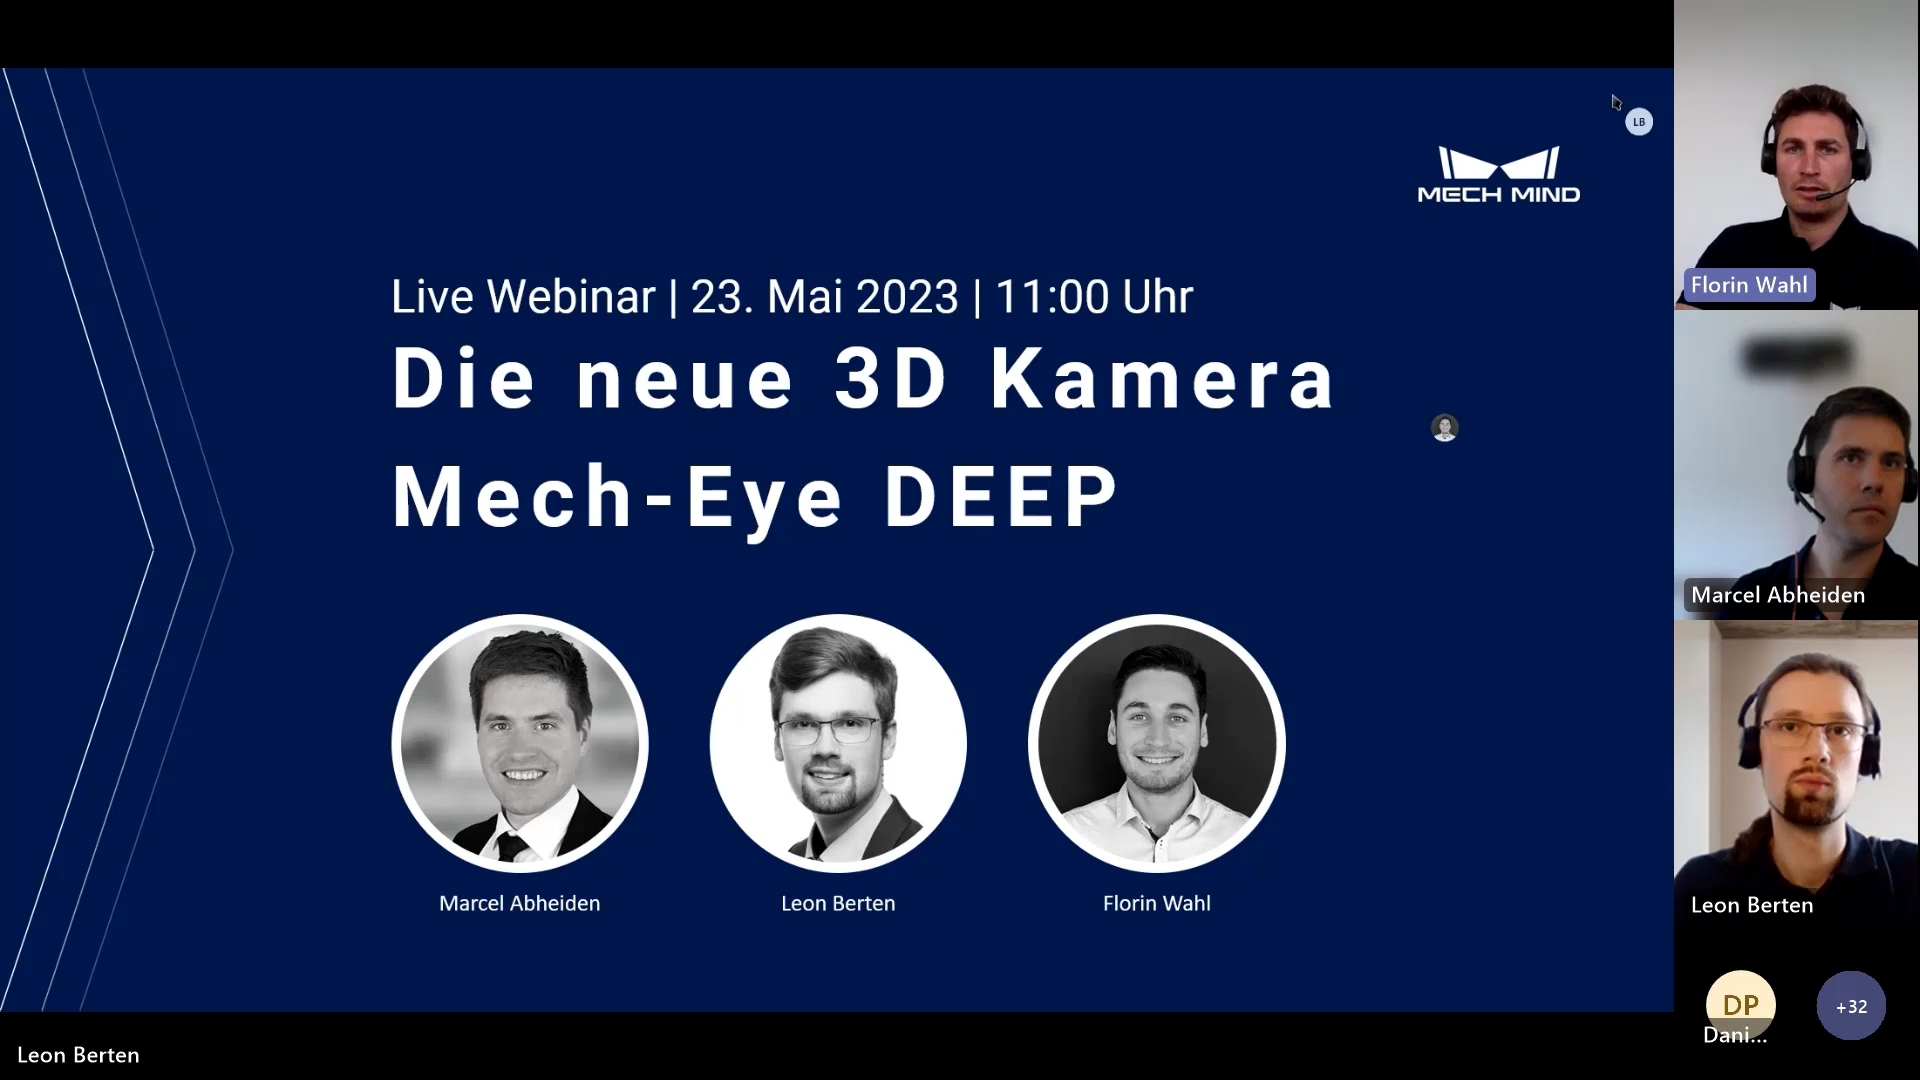 LB
MECH MIND
Live Webinar | 23. Mai 2023 | 11:00 Uhr
Die neue 3D Kamera
Mech-Eye DEEP
Marcel Abheiden
Leon Berten
Florin Wahl
Florin Wahl
Marcel Abheiden
Leon Berten
DP
Dani...
+32
Leon Berten